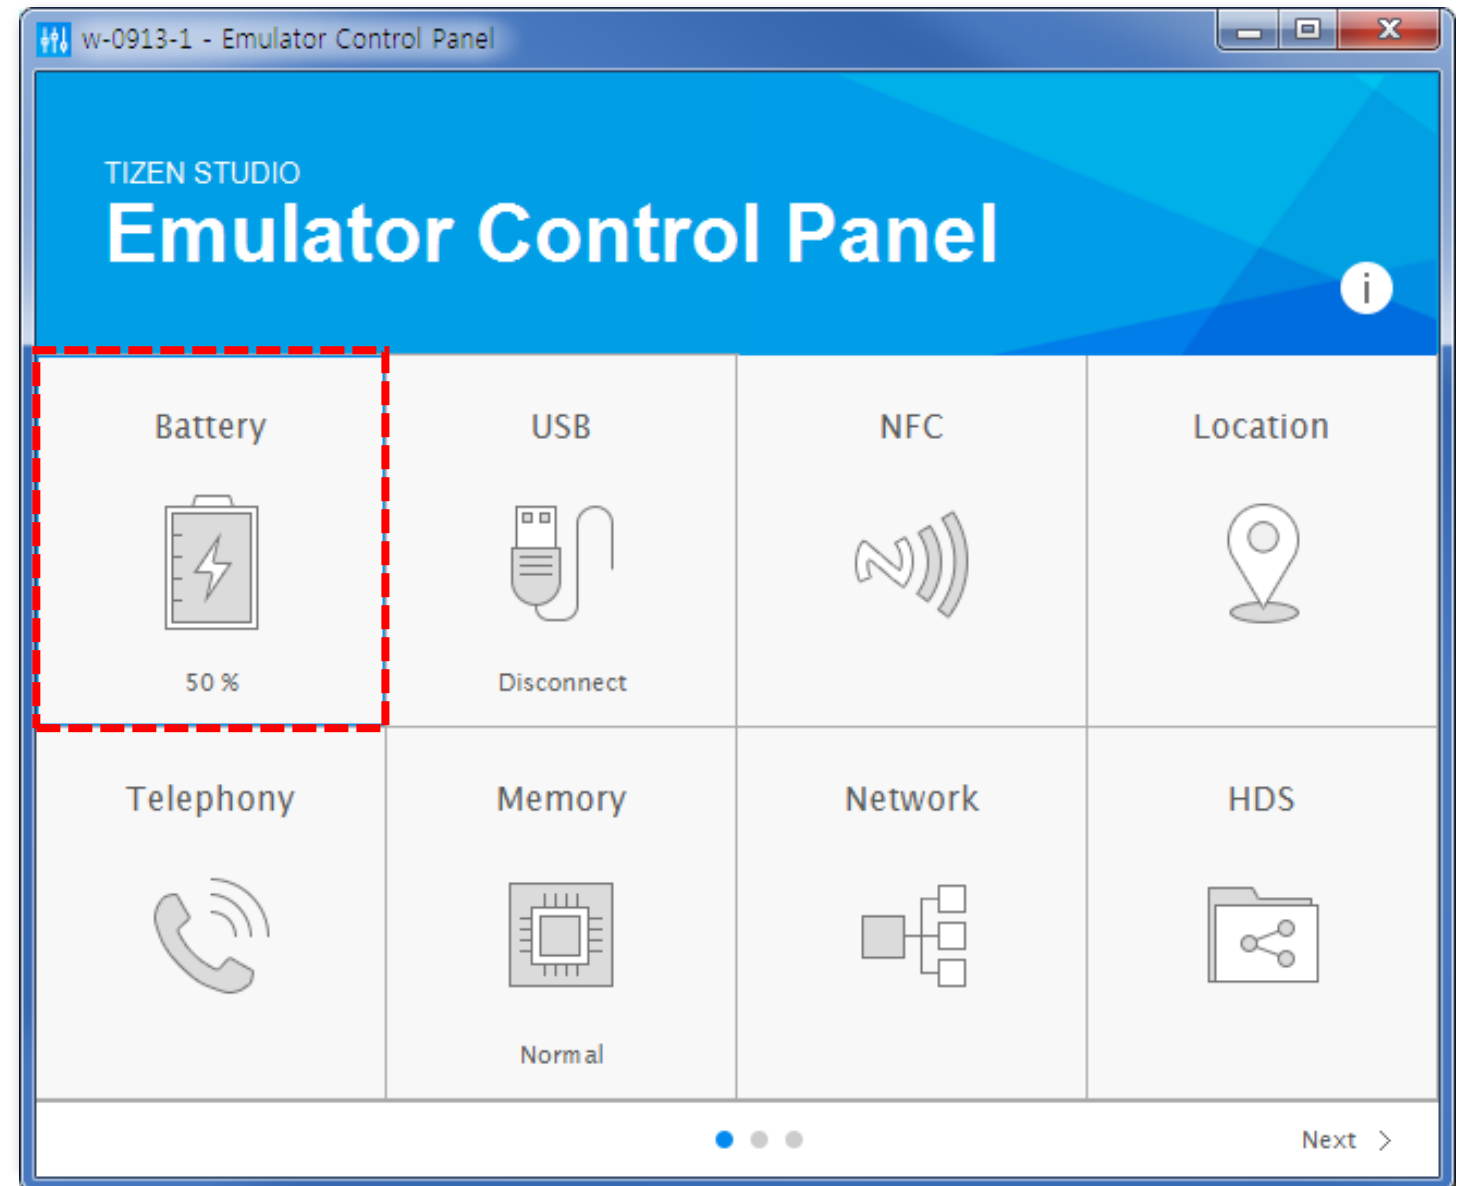 w-0913-1 - Emulator Control Panel
TIZEN STUDIO
Emulator Control Panel
i
Battery
USB
NFC
Location
50 %
Disconnect
Telephony
Memory
Network
HDS
Normal
Next >